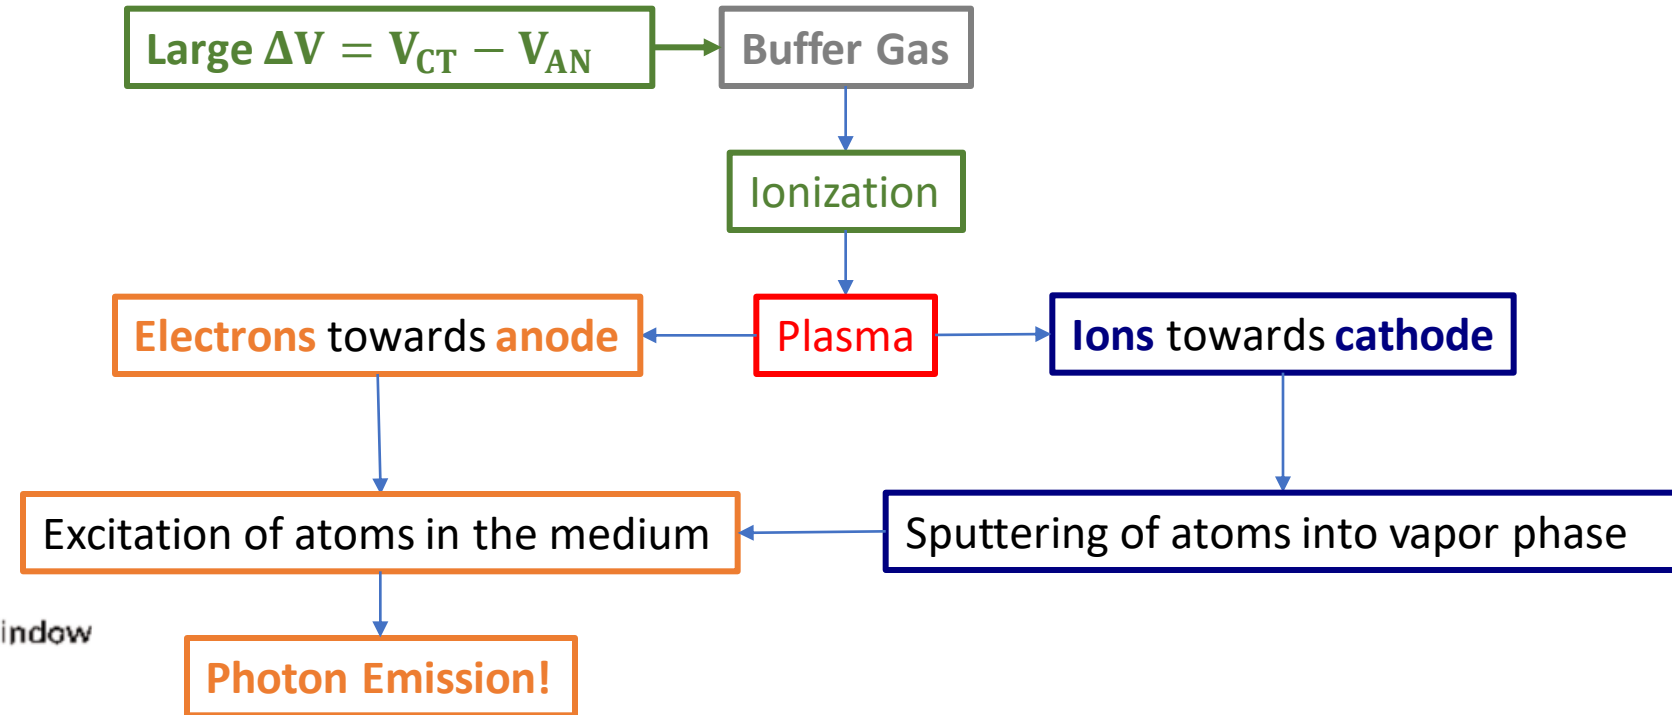 Large ΔV = V_CT − V_AN
Buffer Gas
Ionization
Electrons towards anode
Plasma
Ions towards cathode
Excitation of atoms in the medium
Sputtering of atoms into vapor phase
indow
Photon Emission!